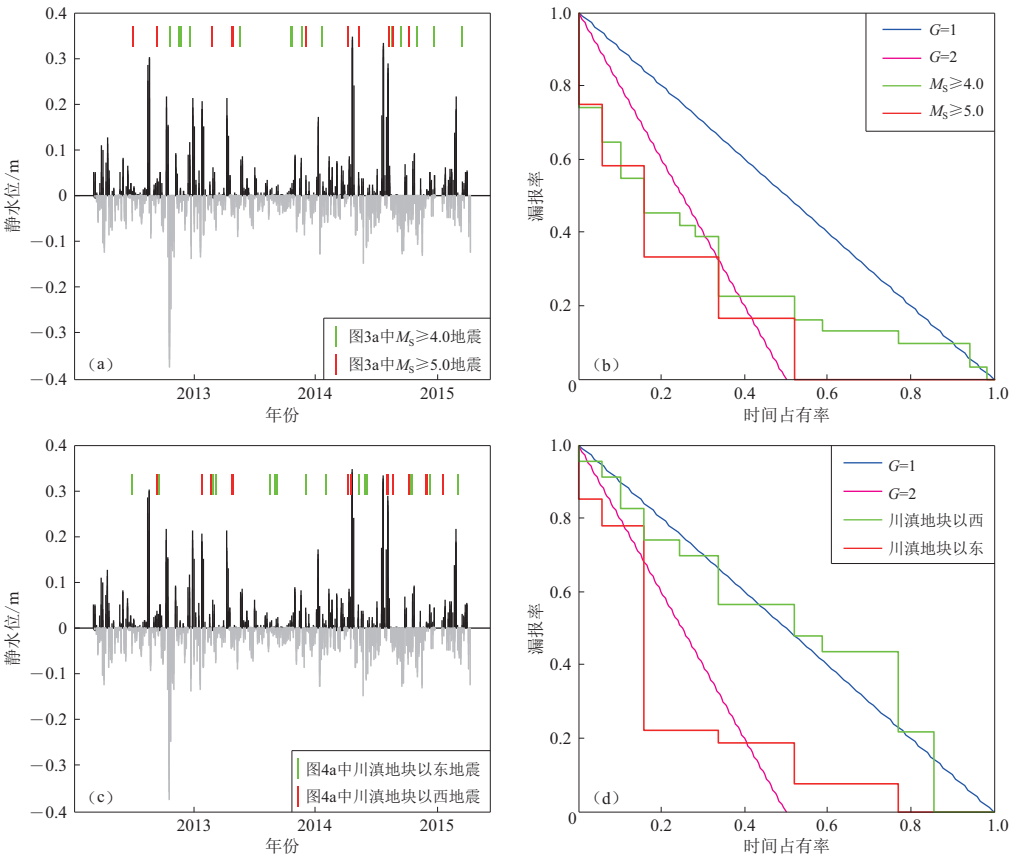 0.4
0.3
0.2
0.1
0
−0.1
−0.2
−0.3
−0.4
静水位/m
(a)
图3a中MS≥4.0地震
图3a中MS≥5.0地震
2013
2014
2015
年份
1.0
0.8
0.6
0.4
0.2
0
漏报率
G=1
G=2
MS≥4.0
MS≥5.0
(b)
0.2
0.4
0.6
0.8
1.0
时间占有率
0.4
0.3
0.2
0.1
0
−0.1
−0.2
−0.3
−0.4
静水位/m
(c)
图4a中川滇地块以东地震
图4a中川滇地块以西地震
2013
2014
2015
年份
1.0
0.8
0.6
0.4
0.2
0
漏报率
G=1
G=2
川滇地块以西
川滇地块以东
(d)
0.2
0.4
0.6
0.8
1.0
时间占有率